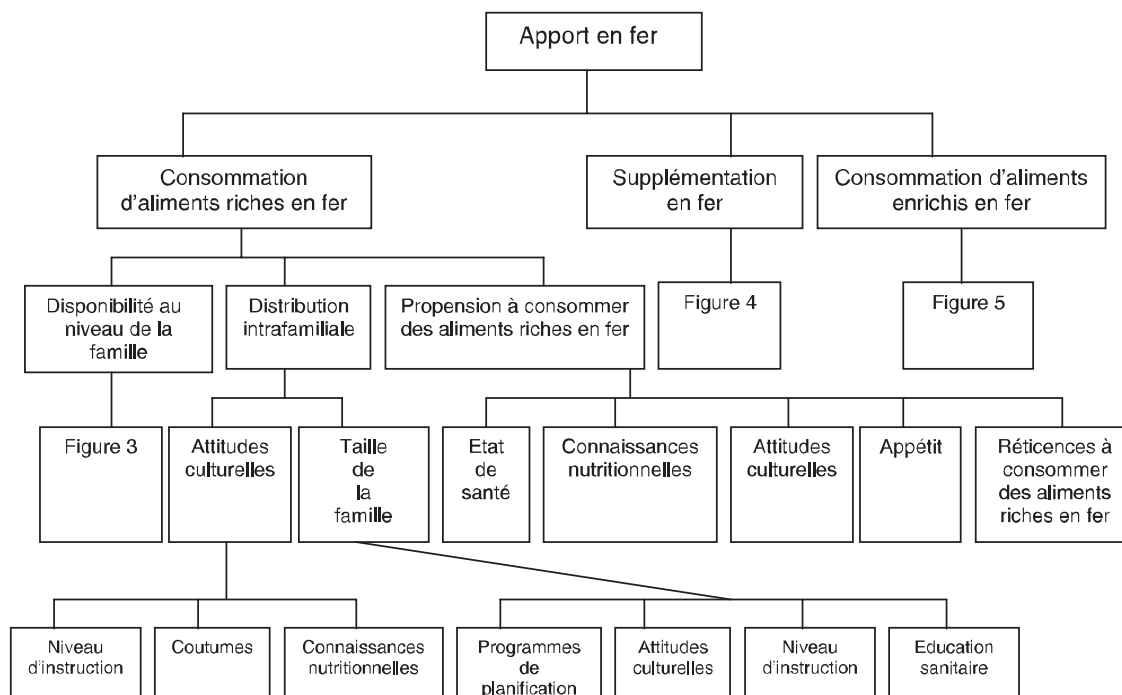 Apport en fer
Consommation
d'aliments riches en fer
Supplémentation
en fer
Consommation d'aliments
enrichis en fer
Disponibilité au
niveau de la
famille
Distribution
intrafamiliale
Propension à consommer
des aliments riches en fer
Figure 4
Figure 5
Figure 3
Attitudes
culturelles
Taille
de
la
famille
Etat
de
santé
Connaissances
nutritionnelles
Attitudes
culturelles
Appétit
Réticences à
consommer
des aliments
riches en fer
Niveau
d'instruction
Coutumes
Connaissances
nutritionnelles
Programmes
de
planification
Attitudes
culturelles
Niveau
d'instruction
Education
sanitaire